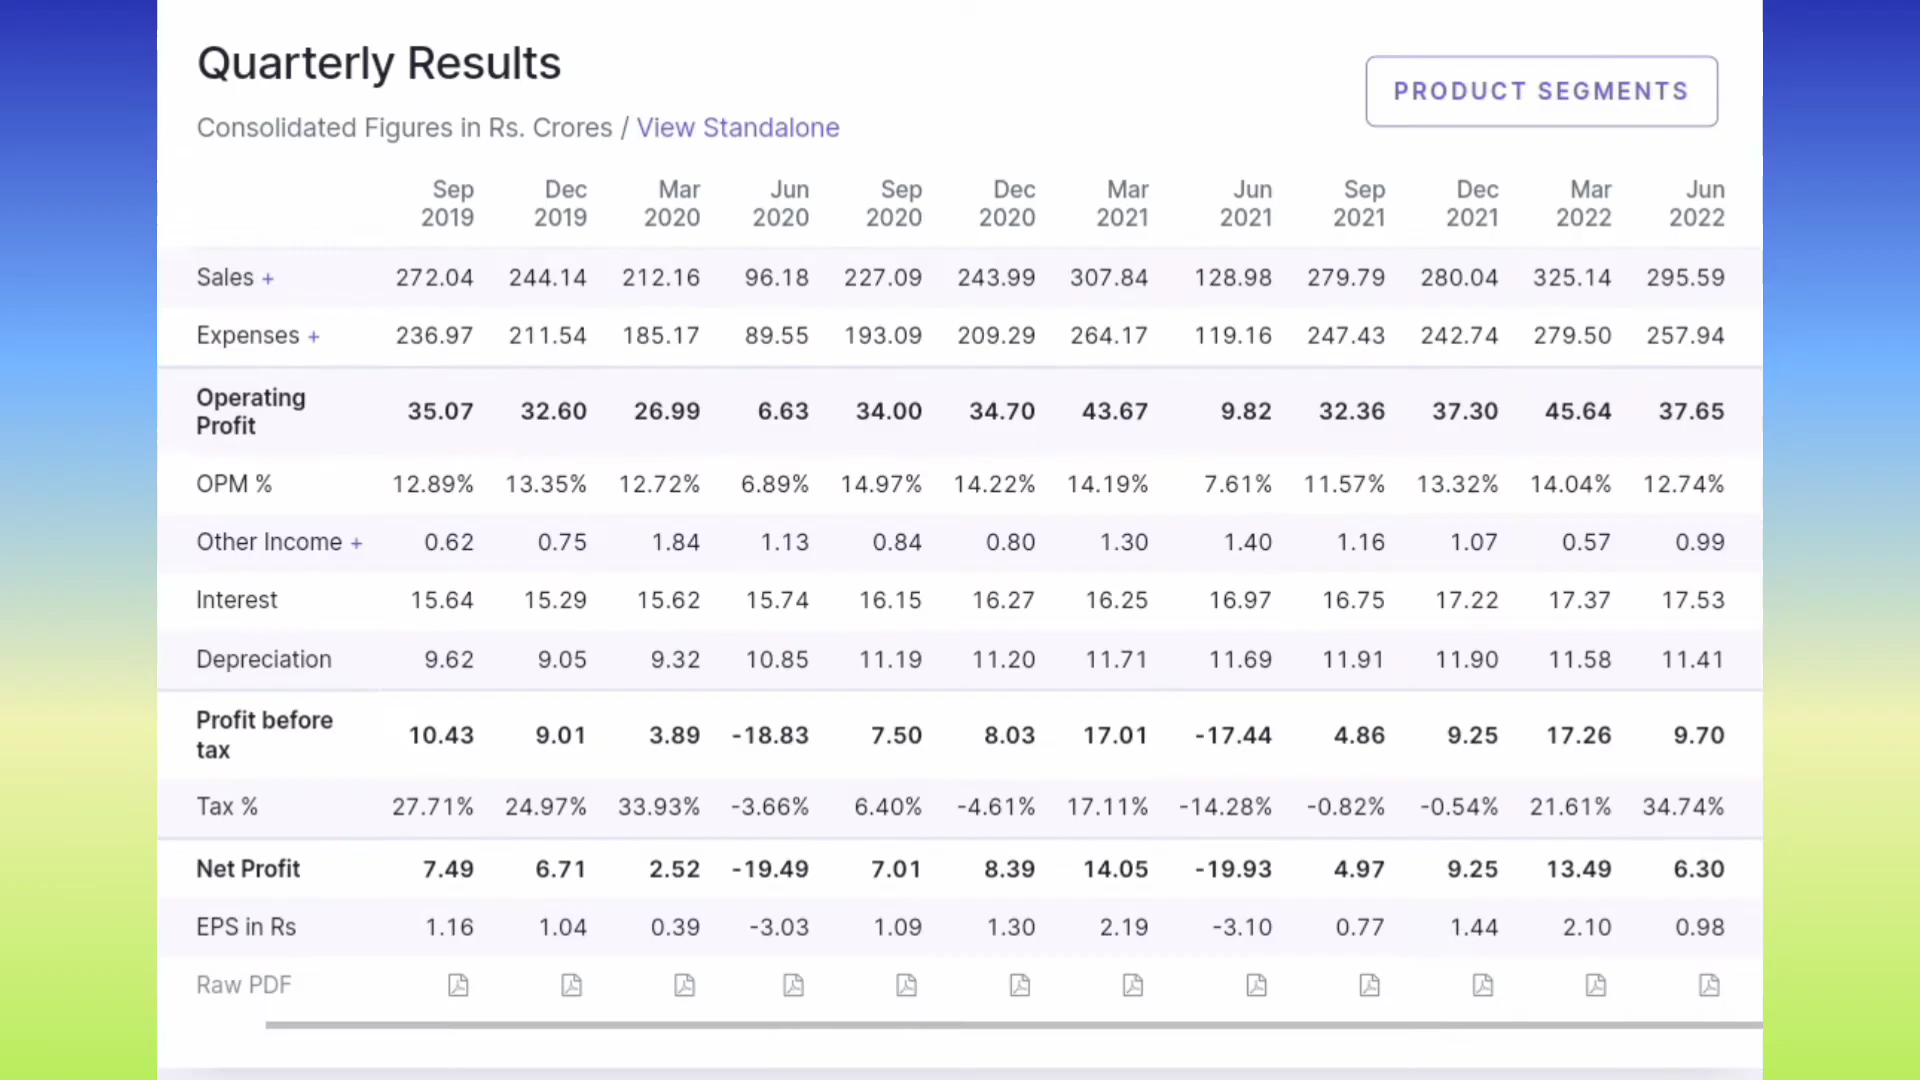 Quarterly Results
PRODUCT SEGMENTS
Consolidated Figures in Rs. Crores / View Standalone
Sep Dec Mar Jun Sep Dec Mar Jun Sep Dec Mar Jun
2019 2019 2020 2020 2020 2020 2021 2021 2021 2021 2022 2022
Sales + 272.04 244.14 212.16 96.18 227.09 243.99 307.84 128.98 279.79 280.04 325.14 295.59
Expenses + 236.97 211.54 185.17 89.55 193.09 209.29 264.17 119.16 247.43 242.74 279.50 257.94
Operating
Profit 35.07 32.60 26.99 6.63 34.00 34.70 43.67 9.82 32.36 37.30 45.64 37.65
OPM % 12.89% 13.35% 12.72% 6.89% 14.97% 14.22% 14.19% 7.61% 11.57% 13.32% 14.04% 12.74%
Other Income + 0.62 0.75 1.84 1.13 0.84 0.80 1.30 1.40 1.16 1.07 0.57 0.99
Interest 15.64 15.29 15.62 15.74 16.15 16.27 16.25 16.97 16.75 17.22 17.37 17.53
Depreciation 9.62 9.05 9.32 10.85 11.19 11.20 11.71 11.69 11.91 11.90 11.58 11.41
Profit before
tax 10.43 9.01 3.89 -18.83 7.50 8.03 17.01 -17.44 4.86 9.25 17.26 9.70
Tax % 27.71% 24.97% 33.93% -3.66% 6.40% -4.61% 17.11% -14.28% -0.82% -0.54% 21.61% 34.74%
Net Profit 7.49 6.71 2.52 -19.49 7.01 8.39 14.05 -19.93 4.97 9.25 13.49 6.30
EPS in Rs 1.16 1.04 0.39 -3.03 1.09 1.30 2.19 -3.10 0.77 1.44 2.10 0.98
Raw PDF